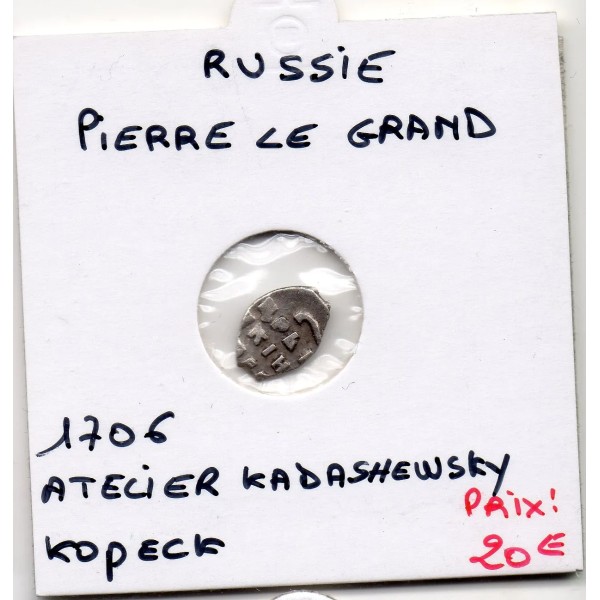 RUSSIE
PIERRE LE GRAND
1706
ATELIER KADASHEWSKY
KOPECK
PRIX!
20€